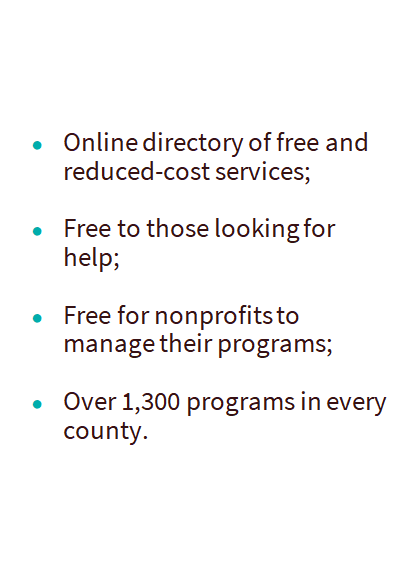 Online directory of free and
reduced-cost services;
Free to those looking for
help;
Free for nonprofits to
manage their programs;
Over 1,300 programs in every
county.